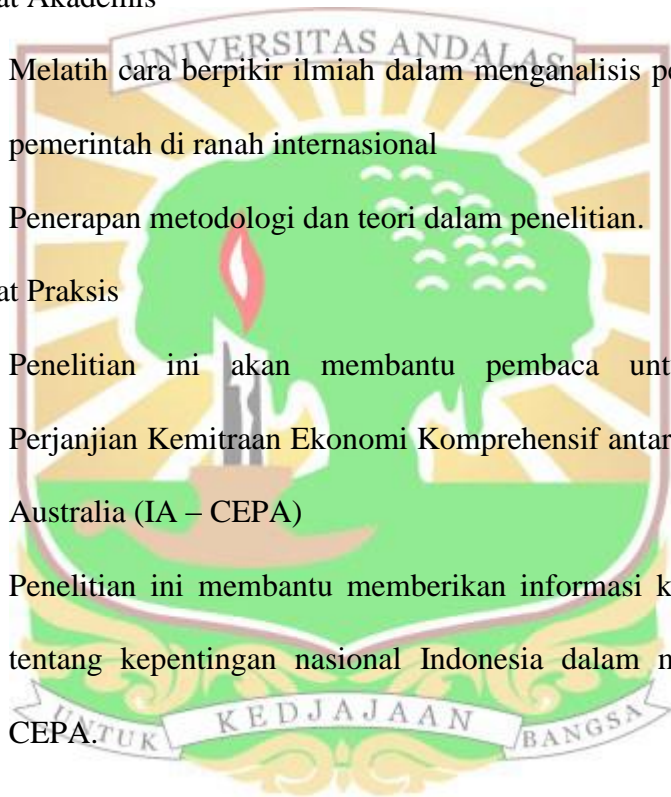 at Akademis
UNIVERSITAS ANDALAS
Melatih cara berpikir ilmiah dalam menganalisis
pemerintah di ranah internasional
Penerapan metodologi dan teori dalam penelitian.
at Praksis
Penelitian ini akan membantu pembaca
Perjanjian Kemitraan Ekonomi Komprehensif
Australia (IA – CEPA)
Penelitian ini membantu memberikan informasi
tentang kepentingan nasional Indonesia dalam
CEPA.
UNTUK KEDJAJAAN BANGSA